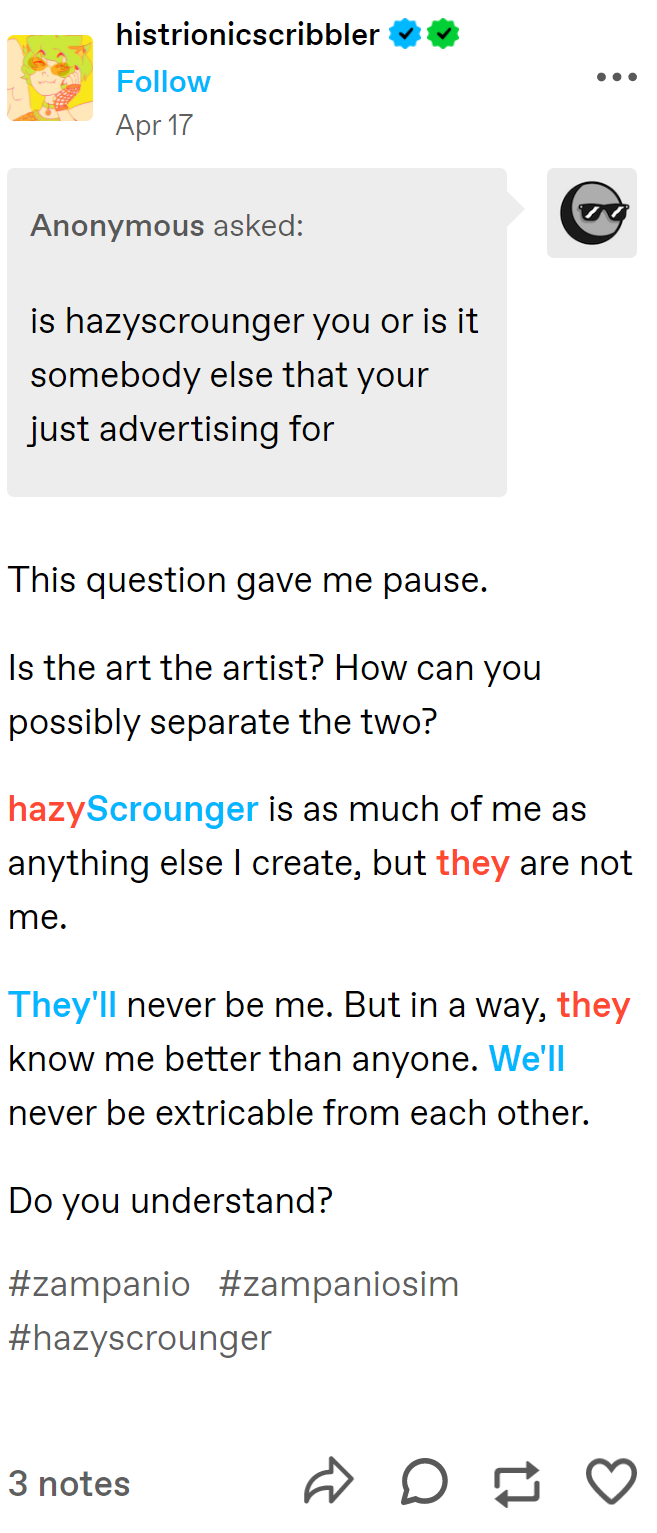 histrionicscribbler
Follow
Apr 17
Anonymous asked:
is hazyscrounger you or is it
somebody else that your
just advertising for
This question gave me pause.
Is the art the artist? How can you
possibly separate the two?
hazyScrounger is as much of me as
anything else I create, but they are not
me.
They'll never be me. But in a way, they
know me better than anyone. We'll
never be extricable from each other.
Do you understand?
#zampanio #zampaniosim
#hazyscrounger
3 notes